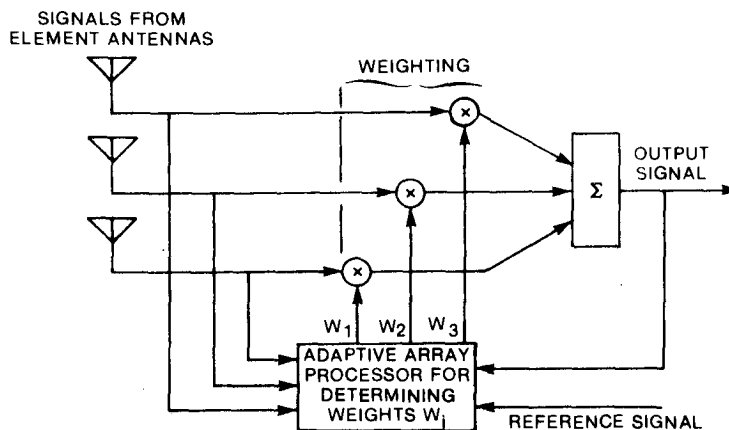 SIGNALS FROM
ELEMENT ANTENNAS
WEIGHTING
×
×
×
Σ
OUTPUT
SIGNAL
W1 W2 W3
ADAPTIVE ARRAY
PROCESSOR FOR
DETERMINING
WEIGHTS Wi
REFERENCE SIGNAL